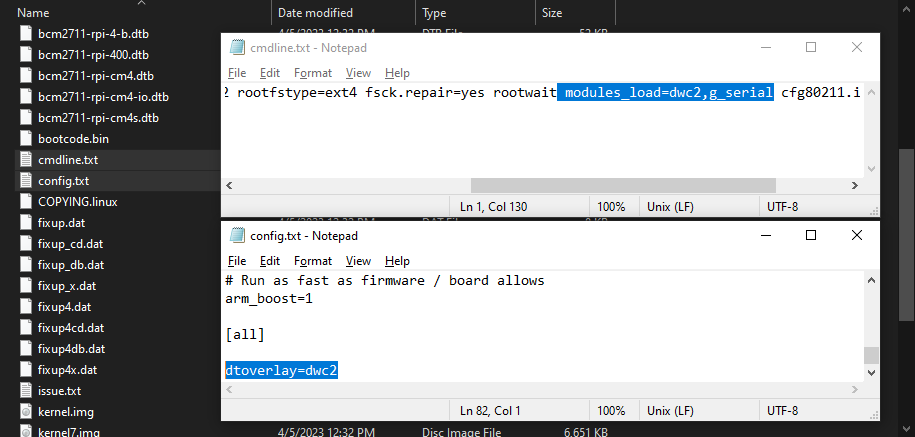 Name
Date modified
Type
Size
bcm2711-rpi-4-b.dtb
bcm2711-rpi-400.dtb
bcm2711-rpi-cm4.dtb
bcm2711-rpi-cm4-io.dtb
bcm2711-rpi-cm4s.dtb
bootcode.bin
cmdline.txt
config.txt
COPYING.linux
fixup.dat
fixup_cd.dat
fixup_db.dat
fixup_x.dat
fixup4.dat
fixup4cd.dat
fixup4db.dat
fixup4x.dat
issue.txt
kernel.img
kernel7.img 4/5/2023 12:32 PM Disc Image File 6,651 KB
cmdline.txt - Notepad
File Edit Format View Help
2 rootfstype=ext4 fsck.repair=yes rootwait modules_load=dwc2,g_serial cfg80211.i
Ln 1, Col 130 100% Unix (LF) UTF-8
config.txt - Notepad
File Edit Format View Help
# Run as fast as firmware / board allows
arm_boost=1
[all]
dtoverlay=dwc2
Ln 82, Col 1 100% Unix (LF) UTF-8